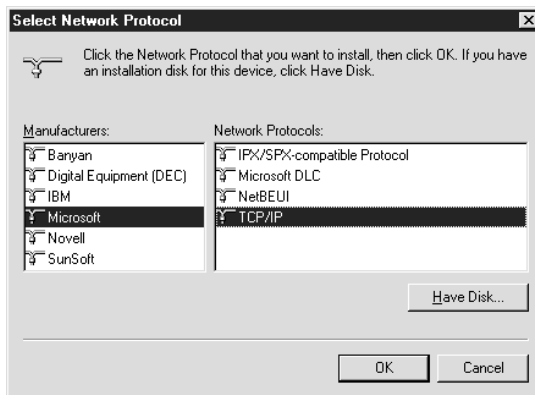 Select Network Protocol
Click the Network Protocol that you want to install, then click OK. If you have
an installation disk for this device, click Have Disk.
Manufacturers:
Banyan
Digital Equipment (DEC)
IBM
Microsoft
Novell
SunSoft
Network Protocols:
IPX/SPX-compatible Protocol
Microsoft DLC
NetBEUI
TCP/IP
Have Disk...
OK
Cancel